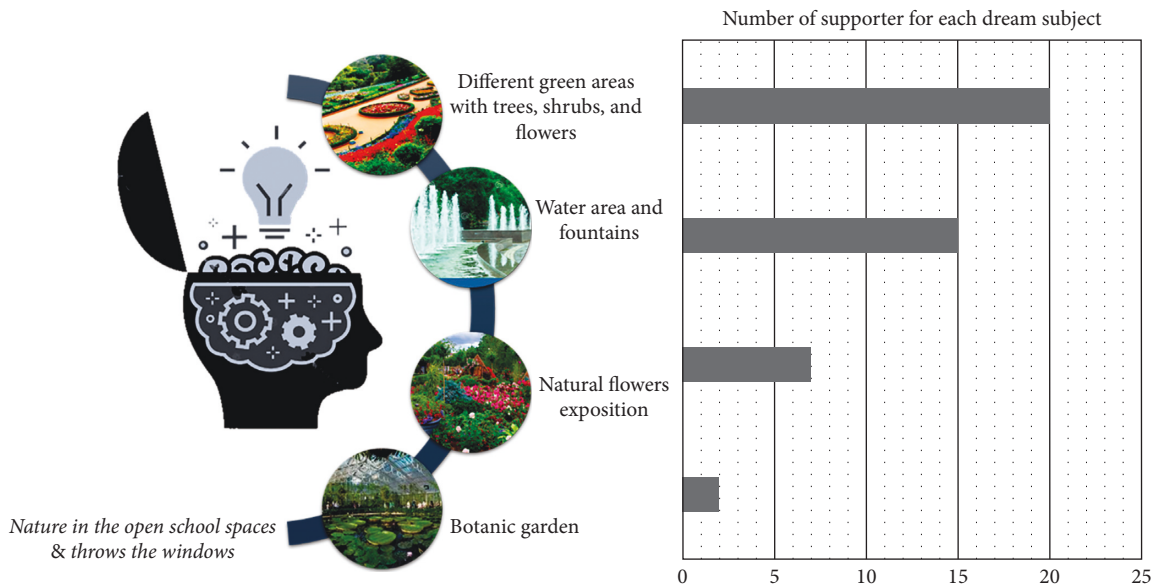 Number of supporter for each dream subject
Different green areas
with trees, shrubs, and
flowers
Water area and
fountains
Natural flowers
exposition
Botanic garden
Nature in the open school spaces
& throws the windows
0 5 10 15 20 25